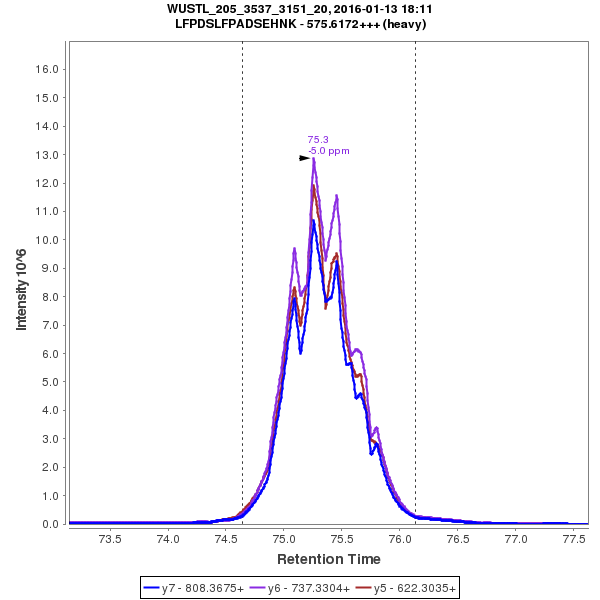 WUSTL_205_3537_3151_20, 2016-01-13 18:11
LFPDSLFPADSEHNK - 575.6172+++ (heavy)
16.0
15.0
14.0
13.0
12.0
11.0
10.0
9.0
8.0
7.0
6.0
5.0
4.0
3.0
2.0
1.0
0.0
Intensity 10^6
75.3
-5.0 ppm
73.5 74.0 74.5 75.0 75.5 76.0 76.5 77.0 77.5
Retention Time
y7 - 808.3675+ y6 - 737.3304+ y5 - 622.3035+